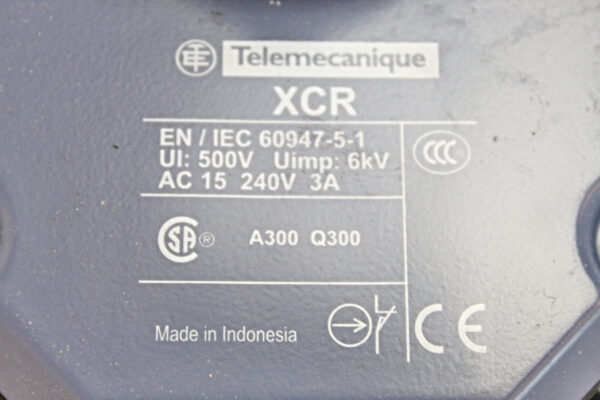 Telemecanique
XCR
EN / IEC 60947-5-1
UI: 500V Uimp: 6kV
AC 15 240V 3A
CCC
CSA ® A300 Q300
Made in Indonesia
CE